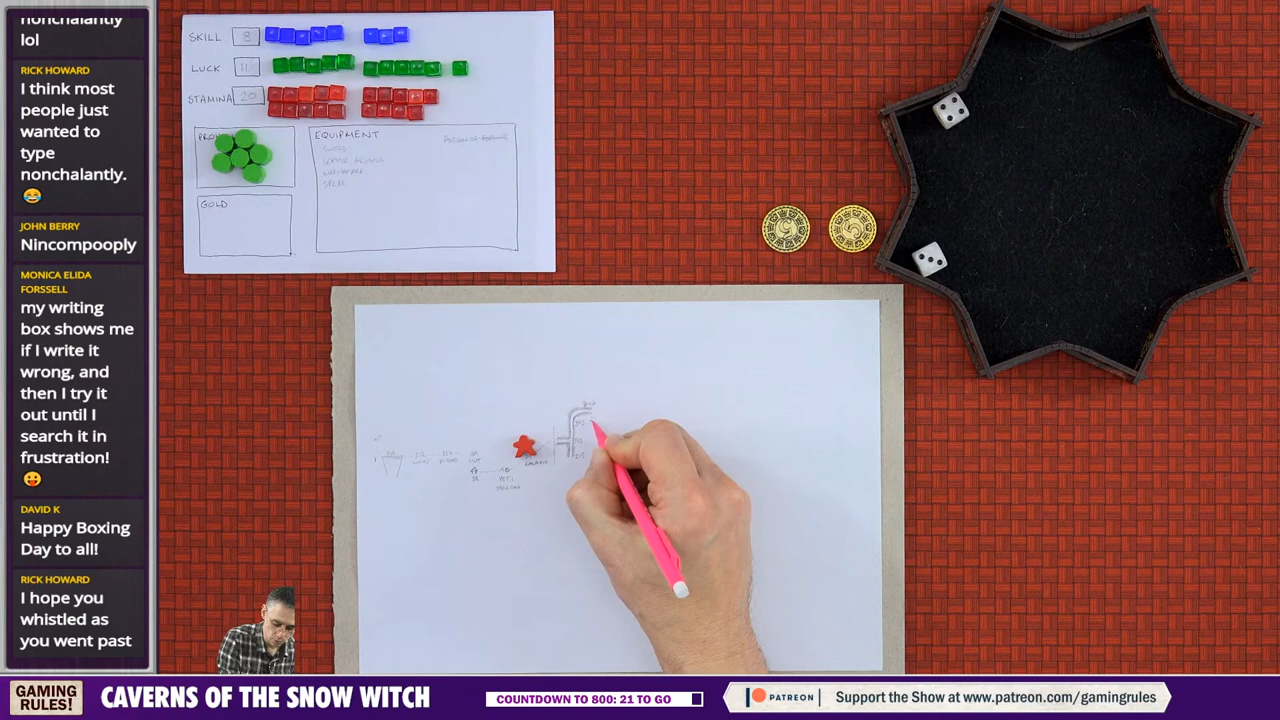 nonchalantly
lol
RICK HOWARD
I think most
people just
wanted to
type
nonchalantly.
JOHN BERRY
Nincompooply
MONICA ELIDA
FORSSELL
my writing
box shows me
if I write it
wrong, and
then I try it
out until I
search it in
frustration!
DAVID K
Happy Boxing
Day to all!
RICK HOWARD
I hope you
whistled as
you went past
SKILL 8
LUCK 11
STAMINA 20
EQUIPMENT
SWORD
GOLD
GAMING
RULES!
CAVERNS OF THE SNOW WITCH
COUNTDOWN TO 800: 21 TO GO
PATREON
Support the Show at www.patreon.com/gamingrules